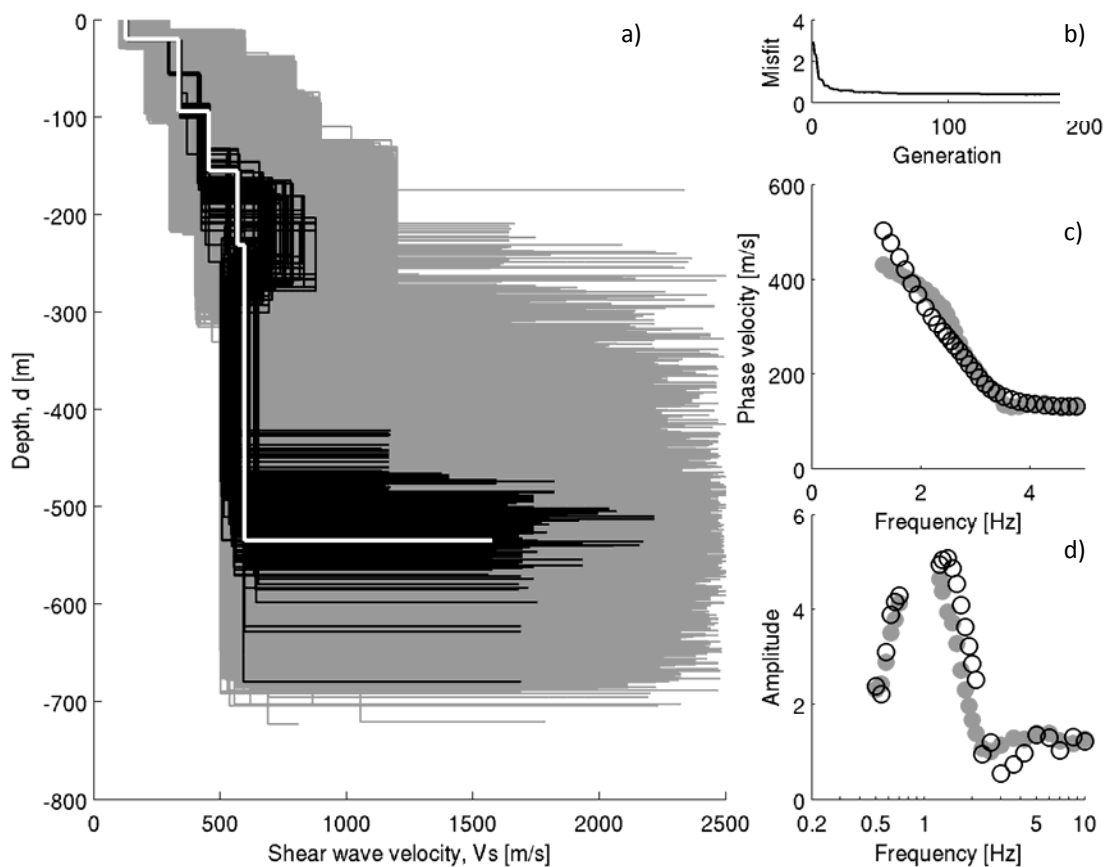 a)
0
-100
-200
-300
-400
-500
-600
-700
-800
Depth, d [m]
0 500 1000 1500 2000 2500
Shear wave velocity, Vs [m/s]
b)
4
2
0
Misfit
0 100 200
Generation
c)
600
400
200
0
Phase velocity [m/s]
0 2 4
Frequency [Hz]
d)
6
4
2
0
Amplitude
0.2 0.5 1 5 10
Frequency [Hz]